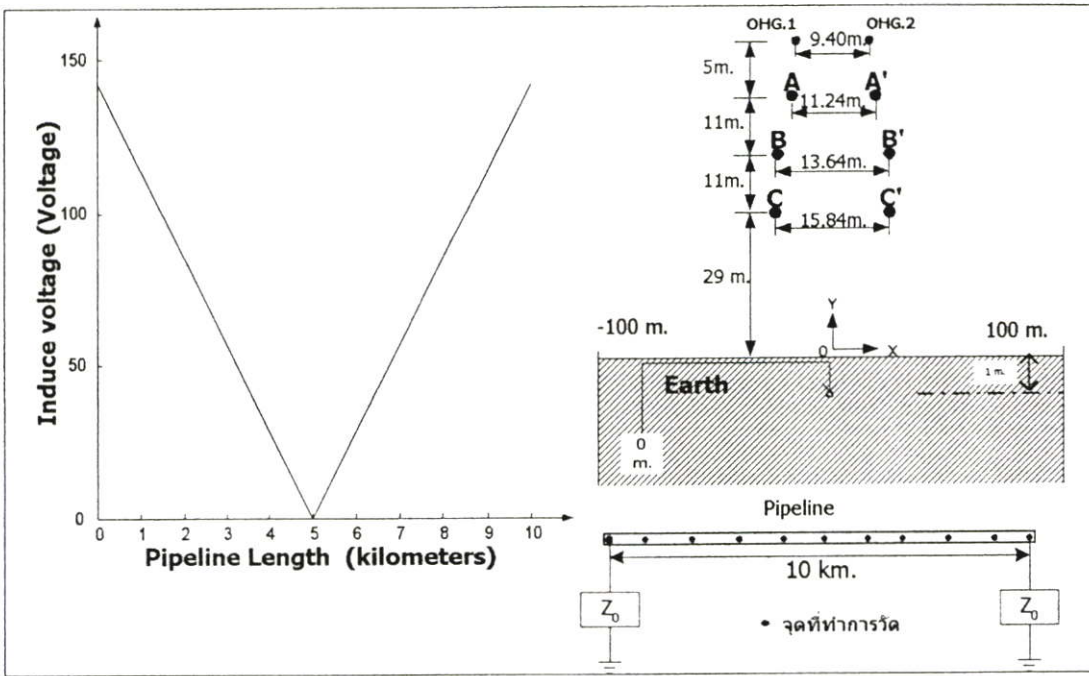 Induce voltage (Voltage)
150
100
50
0
0 1 2 3 4 5 6 7 8 9 10
Pipeline Length (kilometers)
OHG.1 OHG.2
9.40m.
5m.
A A'
11.24m.
11m.
B B'
13.64m.
11m.
C C'
15.84m.
29 m.
Y
-100 m. 100 m.
0 X
1 m.
Earth
0
m.
Pipeline
10 km.
Z0 Z0
• จุดที่ทำการวัด